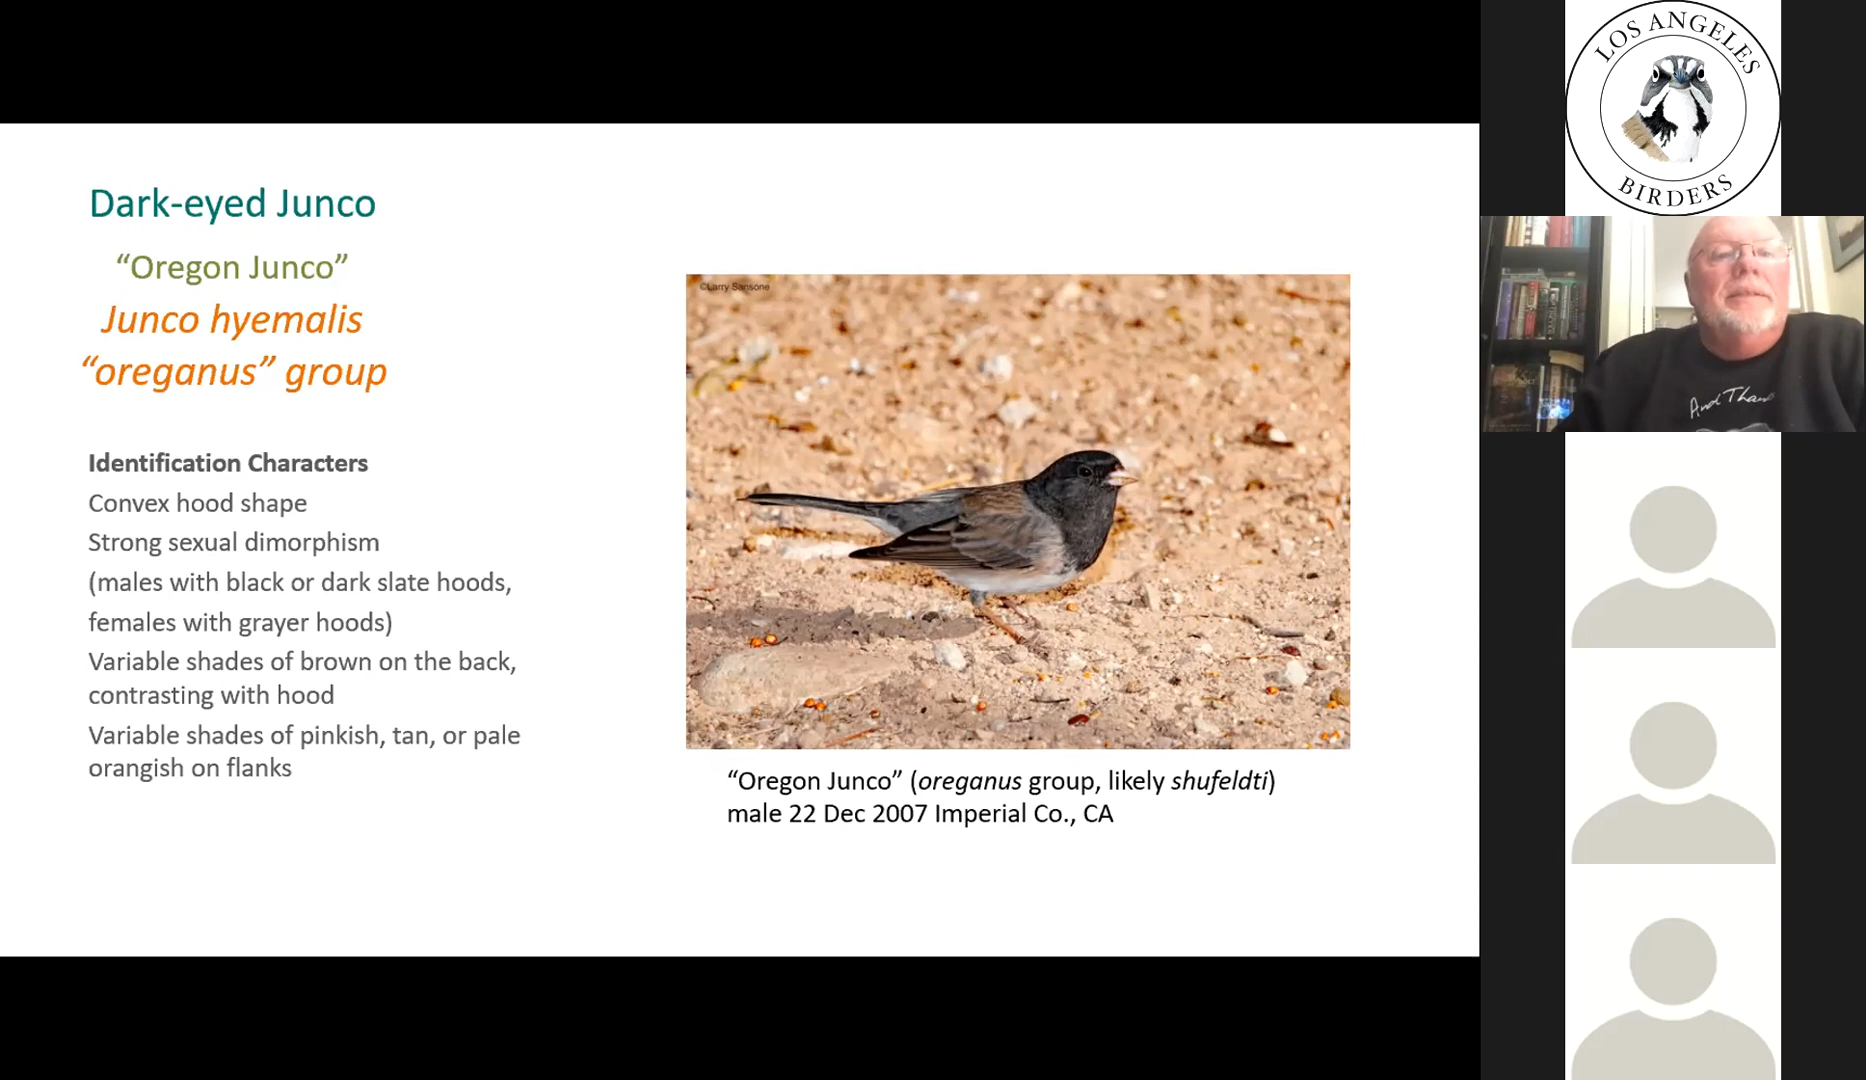 Dark-eyed Junco
“Oregon Junco”
Junco hyemalis
“oreganus” group
Identification Characters
Convex hood shape
Strong sexual dimorphism
(males with black or dark slate hoods,
females with grayer hoods)
Variable shades of brown on the back,
contrasting with hood
Variable shades of pinkish, tan, or pale
orangish on flanks
©Larry Sansone
“Oregon Junco” (oreganus group, likely shufeldti)
male 22 Dec 2007 Imperial Co., CA
LOS ANGELES
BIRDERS
And